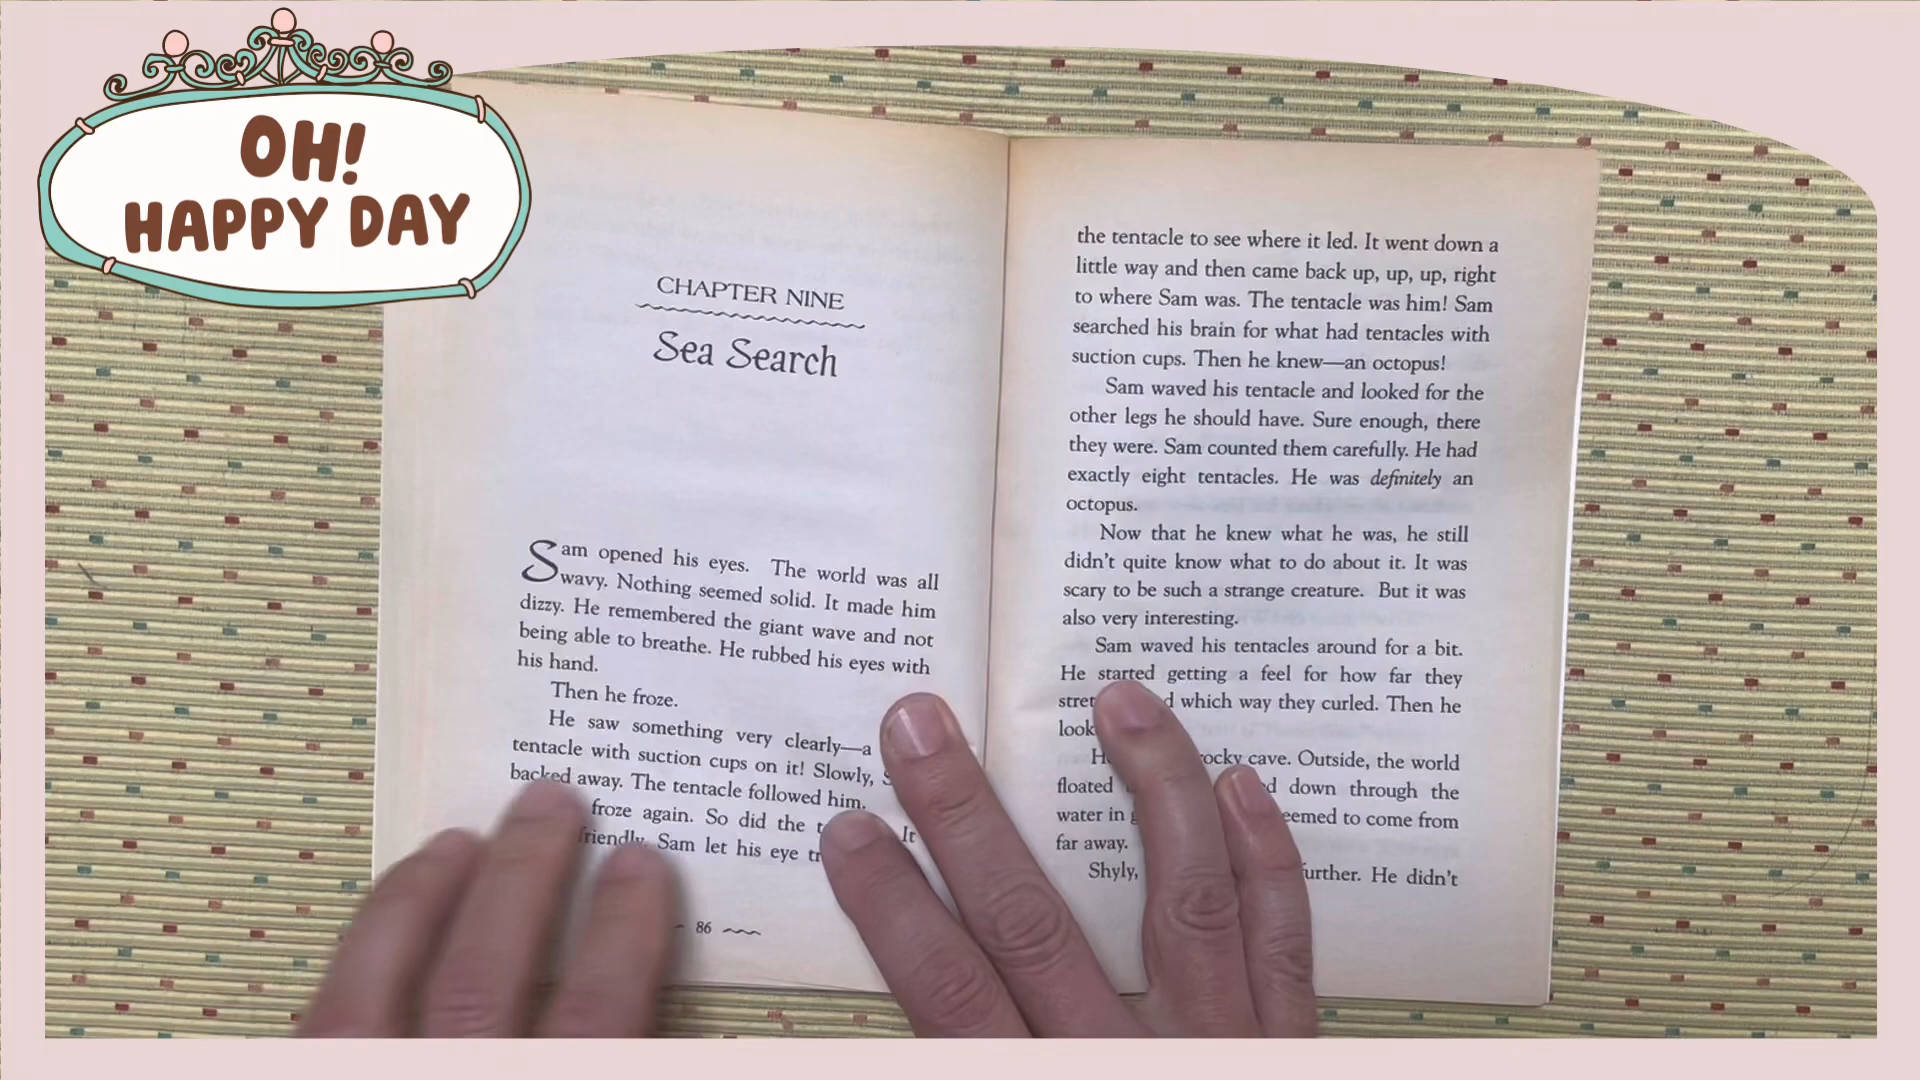 OH!
HAPPY DAY
CHAPTER NINE
Sea Search
Sam opened his eyes. The world was all
wavy. Nothing seemed solid. It made him
dizzy. He remembered the giant wave and not
being able to breathe. He rubbed his eyes with
his hand.
Then he froze.
He saw something very clearly—a
tentacle with suction cups on it! Slowly,
backed away. The tentacle followed him.
froze again. So did the It
friendly. Sam let his eye
86
the tentacle to see where it led. It went down a
little way and then came back up, up, up, right
to where Sam was. The tentacle was him! Sam
searched his brain for what had tentacles with
suction cups. Then he knew—an octopus!
Sam waved his tentacle and looked for the
other legs he should have. Sure enough, there
they were. Sam counted them carefully. He had
exactly eight tentacles. He was definitely an
octopus.
Now that he knew what he was, he still
didn't quite know what to do about it. It was
scary to be such a strange creature. But it was
also very interesting.
Sam waved his tentacles around for a bit.
He started getting a feel for how far they
which way they curled. Then he
cave. Outside, the world
floated down through the
water in to come from
far away.
Shyly, further. He didn't